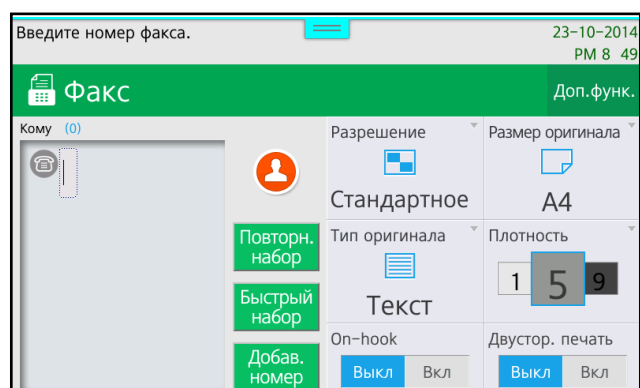 Введите номер факса.
23-10-2014
PM 8 49
Факс
Доп.функ.
Кому (0)
Повторн.
набор
Быстрый
набор
Добав.
номер
Разрешение
Стандартное
Размер оригинала
A4
Тип оригинала
Текст
Плотность
1 5 9
On-hook
Выкл Вкл
Двустор. печать
Выкл Вкл